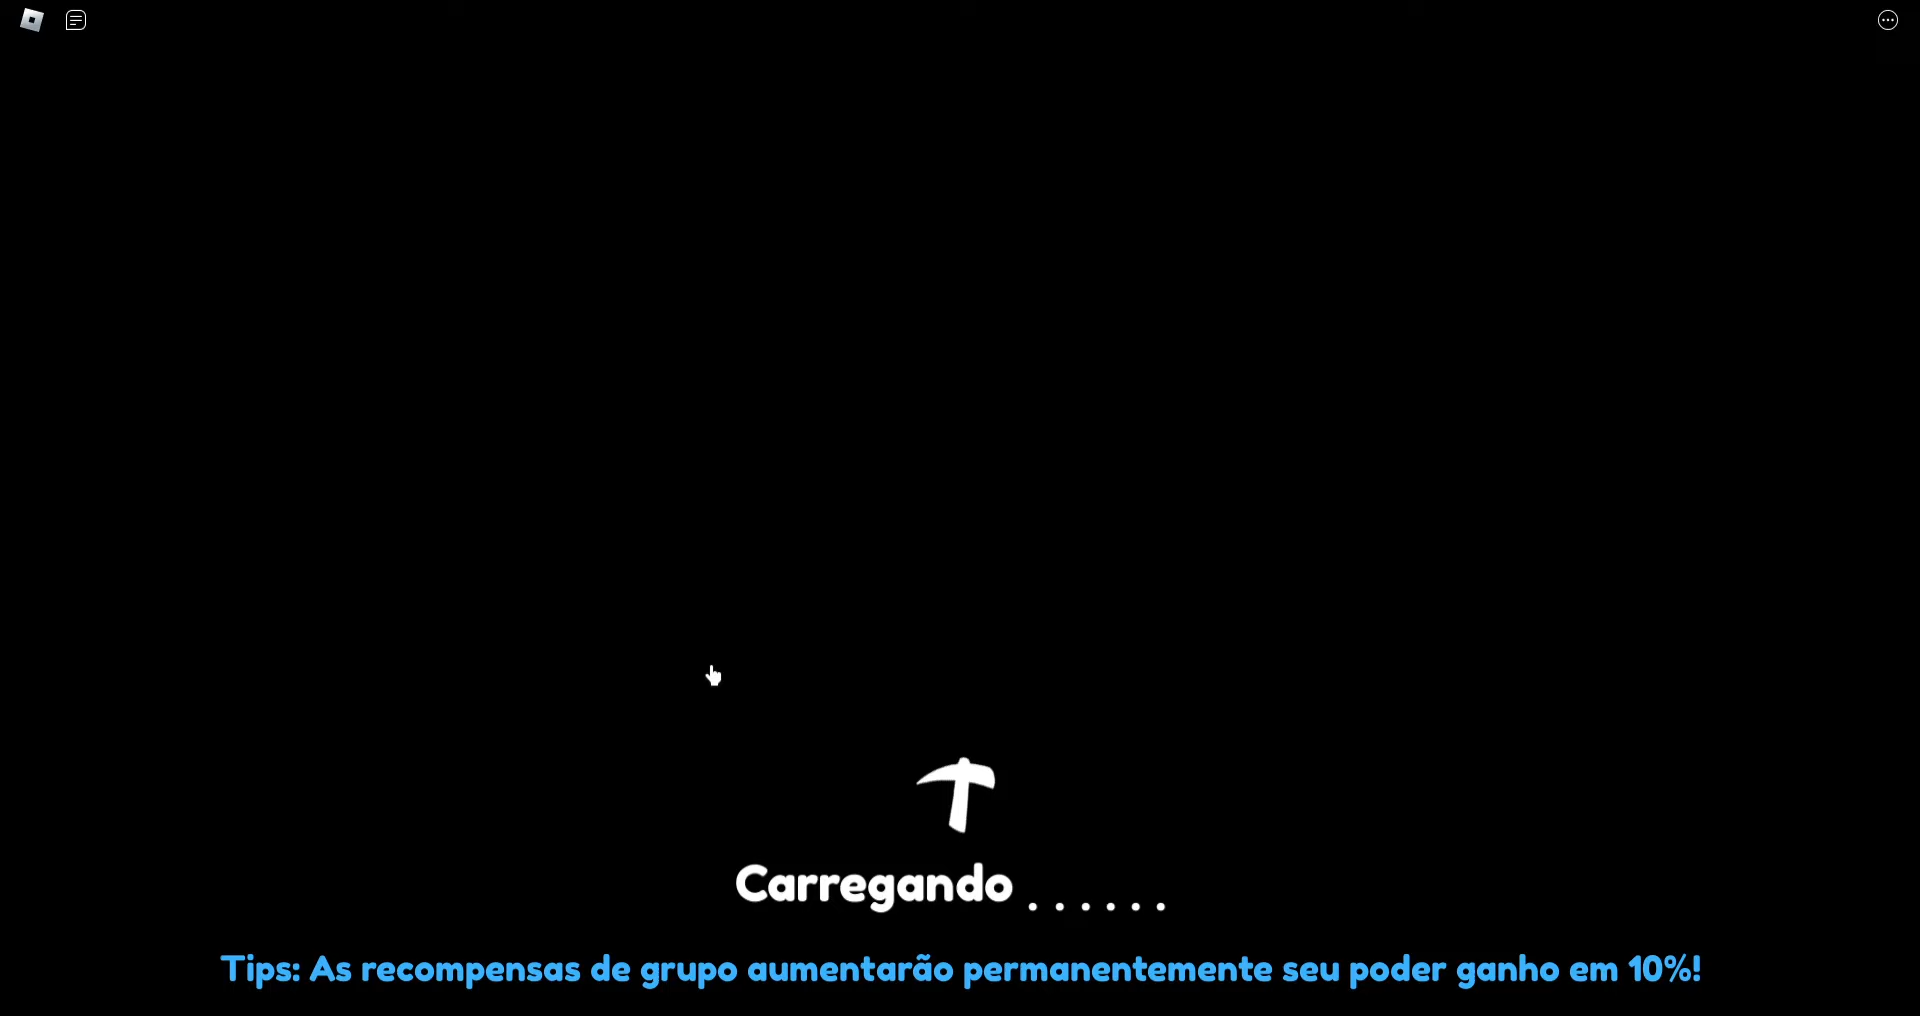 Carregando ......
Tips: As recompensas de grupo aumentarão permanentemente seu poder ganho em 10%!